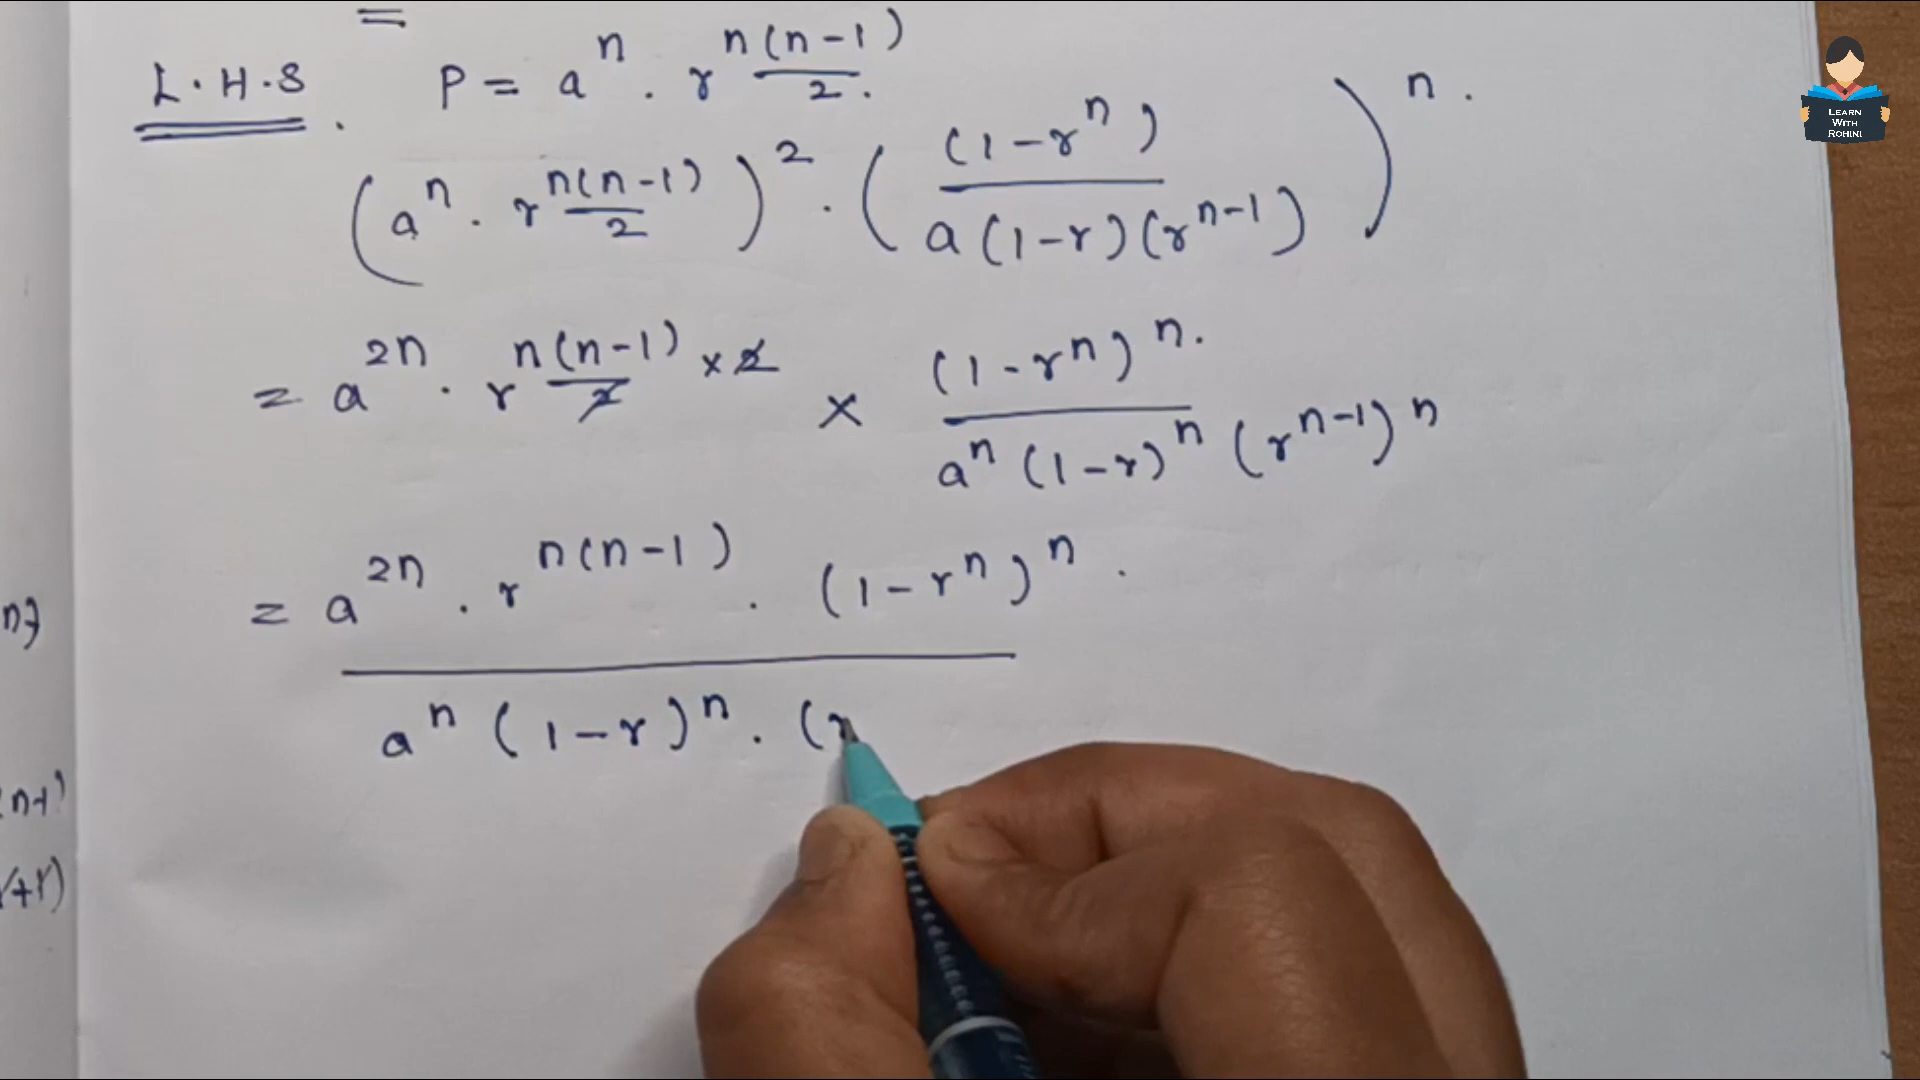 =
L.H.S. P = a^n . r^{n(n-1)/2}.
(a^n . r^{n(n-1)/2})^2 . ((1-r^n) / a(1-r)(r^{n-1}))^n.
= a^{2n} . r^{n(n-1)/2 × 2} × (1-r^n)^n. / a^n (1-r)^n (r^{n-1})^n
= a^{2n} . r^{n(n-1)} . (1-r^n)^n .
a^n (1-r)^n . (r
n}
(n+1
r+r)
LEARN
WITH
ROHINI